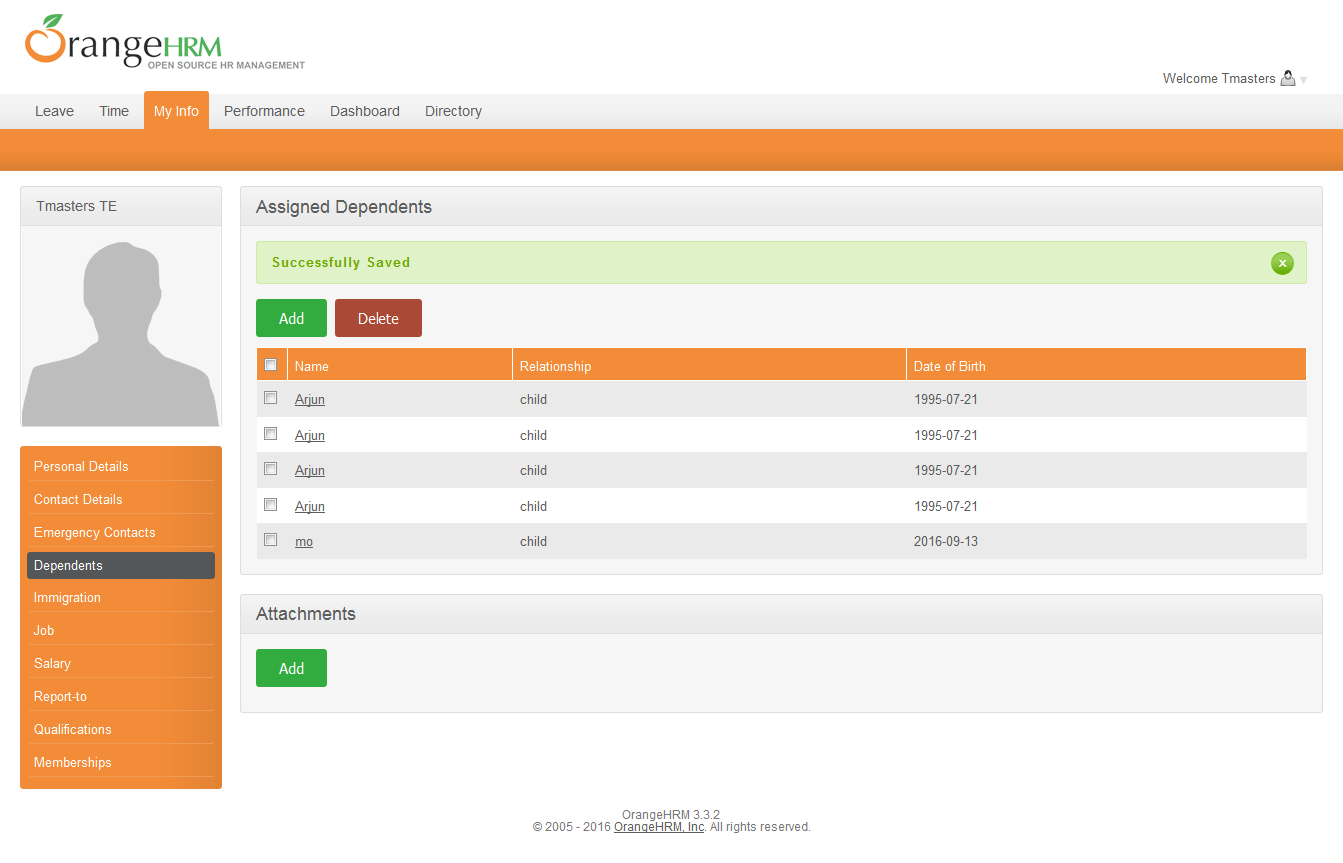 OrangeHRM
OPEN SOURCE HR MANAGEMENT
Welcome Tmasters
Leave Time My Info Performance Dashboard Directory
Tmasters TE
Personal Details
Contact Details
Emergency Contacts
Dependents
Immigration
Job
Salary
Report-to
Qualifications
Memberships
Assigned Dependents
Successfully Saved x
Add Delete
Name Relationship Date of Birth
Arjun child 1995-07-21
Arjun child 1995-07-21
Arjun child 1995-07-21
Arjun child 1995-07-21
mo child 2016-09-13
Attachments
Add
OrangeHRM 3.3.2
© 2005 - 2016 OrangeHRM, Inc. All rights reserved.